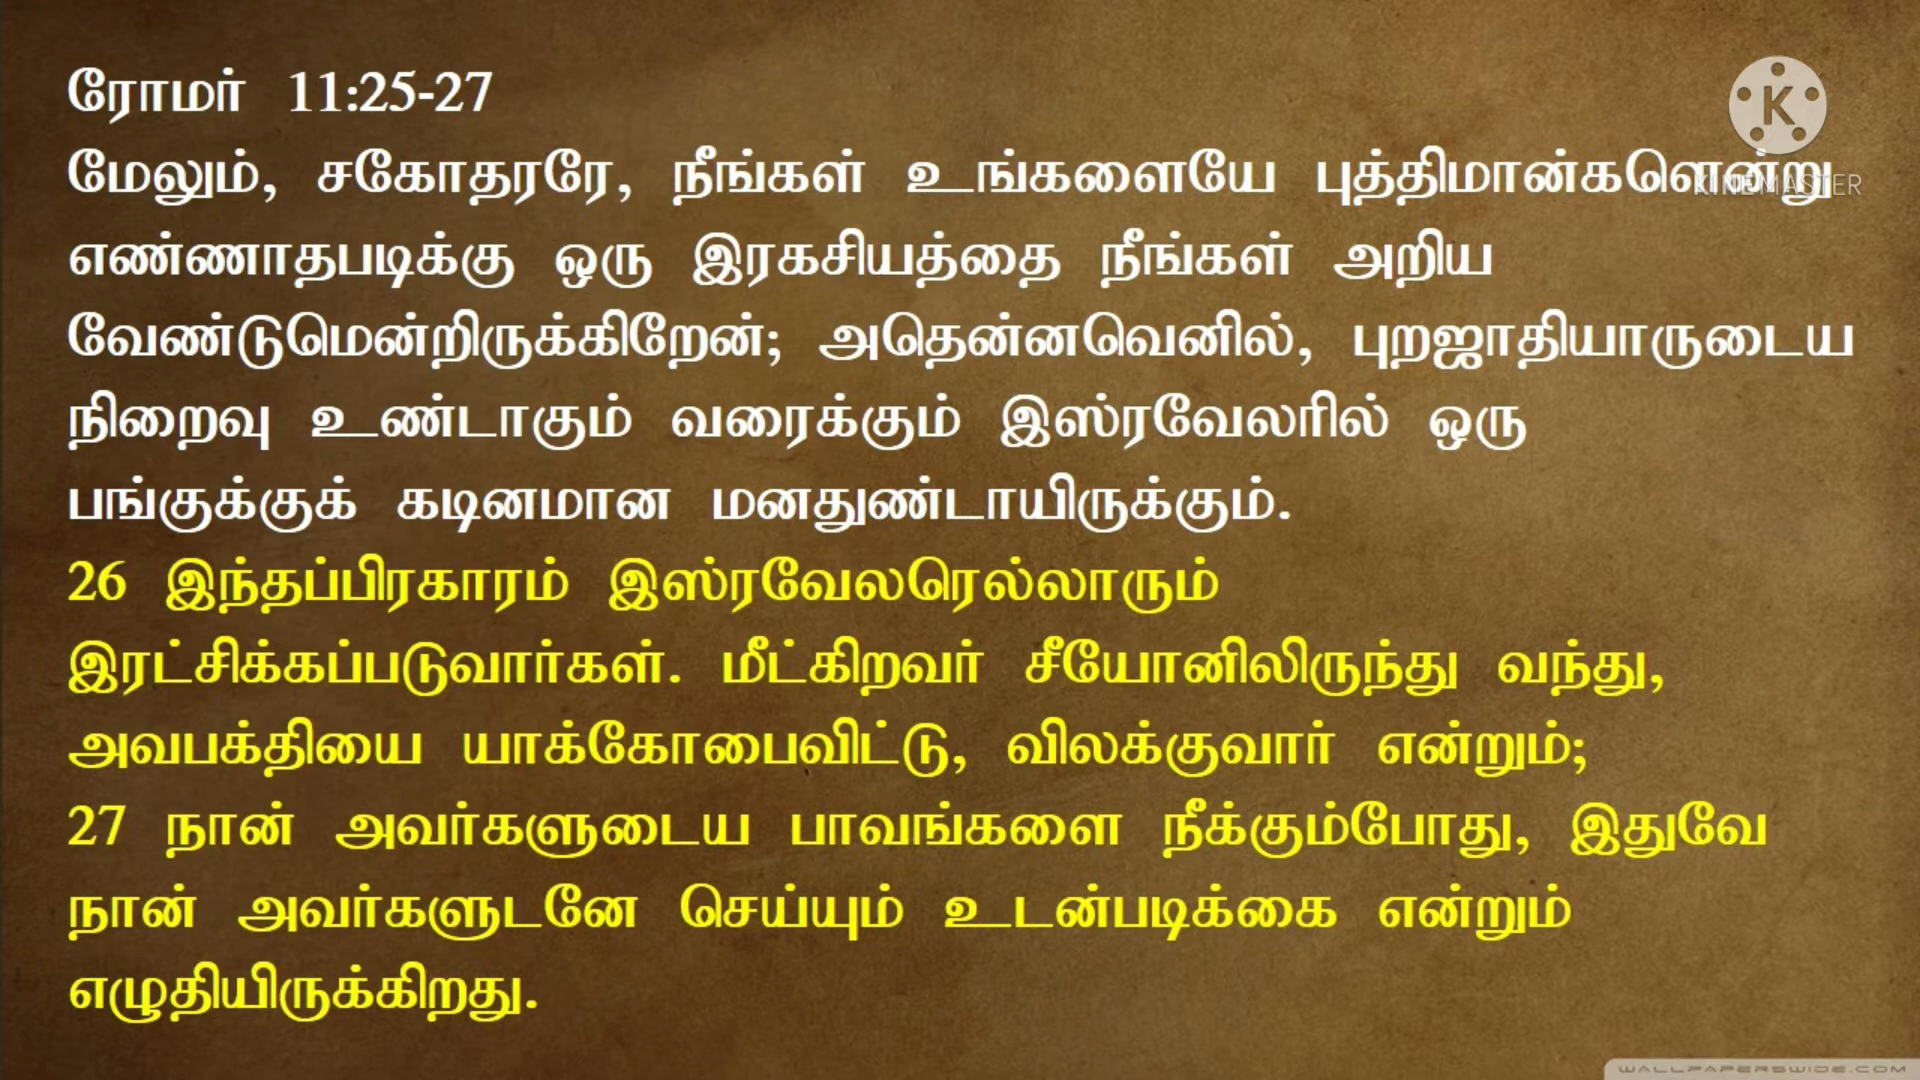 ரோமர் 11:25-27
மேலும், சகோதரரே, நீங்கள் உங்களையே புத்திமான்களென்று
எண்ணாதபடிக்கு ஒரு இரகசியத்தை நீங்கள் அறிய
வேண்டுமென்றிருக்கிறேன்; அதென்னவெனில், புறஜாதியாருடைய
நிறைவு உண்டாகும் வரைக்கும் இஸ்ரவேலரில் ஒரு
பங்குக்குக் கடினமான மனதுண்டாயிருக்கும்.
26 இந்தப்பிரகாரம் இஸ்ரவேலரெல்லாரும்
இரட்சிக்கப்படுவார்கள். மீட்கிறவர் சீயோனிலிருந்து வந்து,
அவபக்தியை யாக்கோபைவிட்டு, விலக்குவார் என்றும்;
27 நான் அவர்களுடைய பாவங்களை நீக்கும்போது, இதுவே
நான் அவர்களுடனே செய்யும் உடன்படிக்கை என்றும்
எழுதியிருக்கிறது.
K
KINEMASTER
WALLPAPERSWIDE.COM